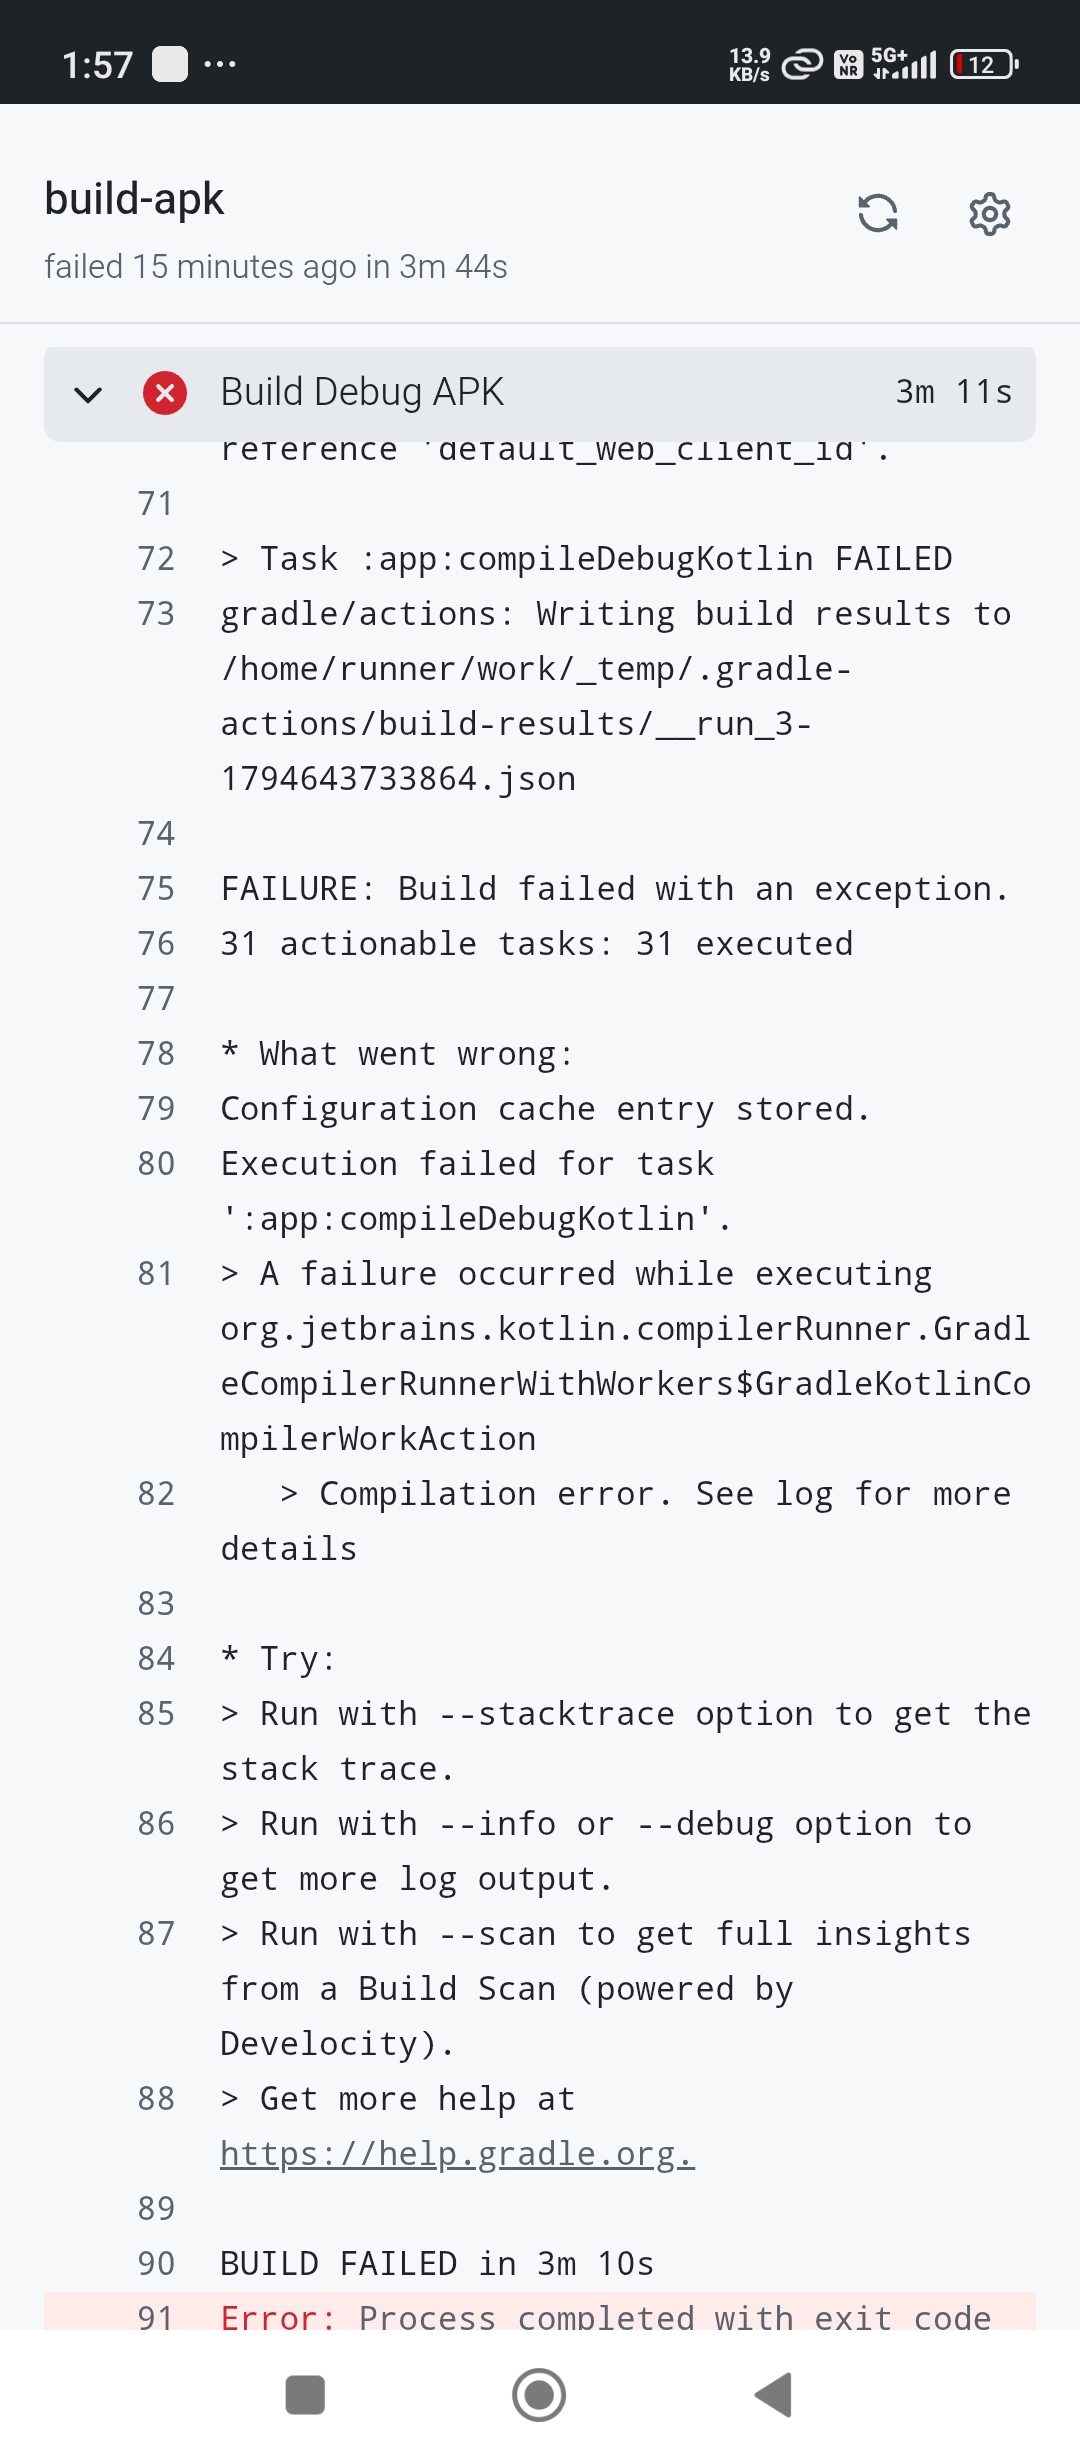 1:57 ... 13.9 KB/s Vo NR 5G+ 12
build-apk
failed 15 minutes ago in 3m 44s
Build Debug APK 3m 11s
reference 'default_web_client_id'.
71
72 > Task :app:compileDebugKotlin FAILED
73 gradle/actions: Writing build results to
/home/runner/work/_temp/.gradle-
actions/build-results/__run_3-
1794643733864.json
74
75 FAILURE: Build failed with an exception.
76 31 actionable tasks: 31 executed
77
78 * What went wrong:
79 Configuration cache entry stored.
80 Execution failed for task
':app:compileDebugKotlin'.
81 > A failure occurred while executing
org.jetbrains.kotlin.compilerRunner.Gradl
eCompilerRunnerWithWorkers$GradleKotlinCo
mpilerWorkAction
82    > Compilation error. See log for more
details
83
84 * Try:
85 > Run with --stacktrace option to get the
stack trace.
86 > Run with --info or --debug option to
get more log output.
87 > Run with --scan to get full insights
from a Build Scan (powered by
Develocity).
88 > Get more help at
https://help.gradle.org.
89
90 BUILD FAILED in 3m 10s
91 Error: Process completed with exit code